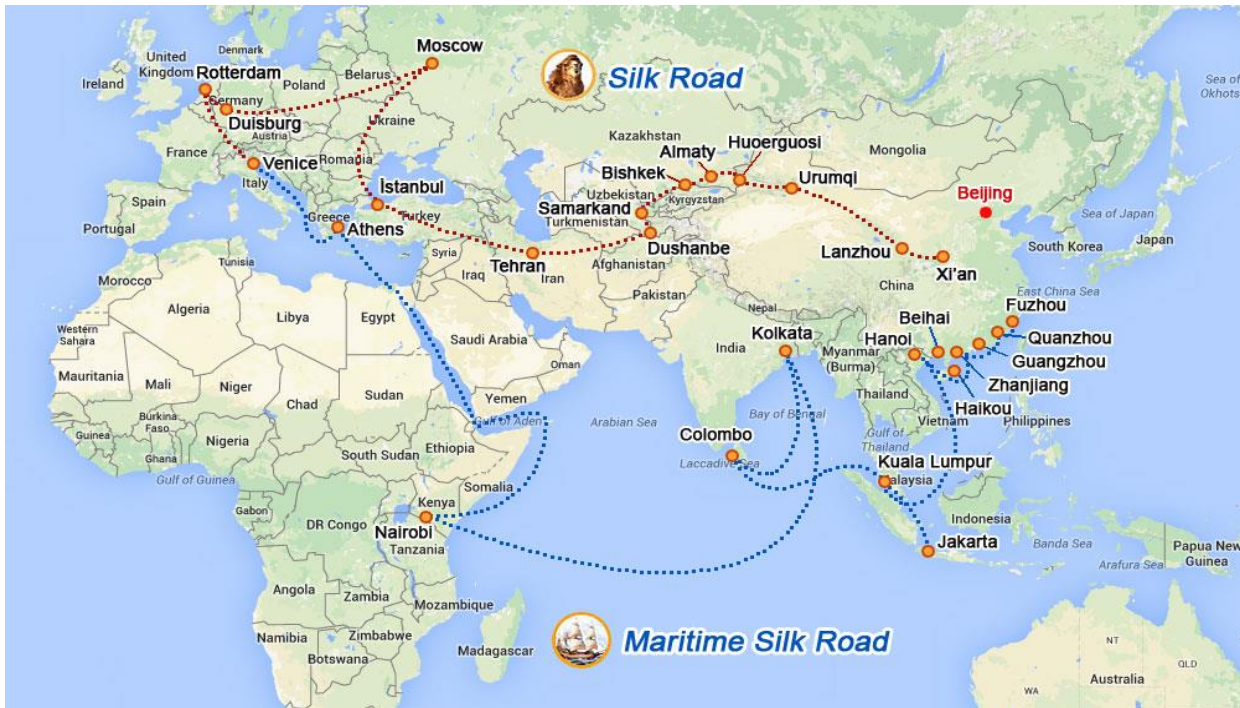 Sea of
Okhots
Denmark
United
Kingdom
Ireland
Moscow
Silk Road
Rotterdam
Poland
Belarus
Germany
Duisburg
Ukraine
Austria
France
Kazakhstan
Mongolia
Huoerguosi
Almaty
Romania
Venice
Bishkek
Urumqi
Italy
Uzbekistan
Kyrgyzstan
Beijing
İstanbul
Spain
Portugal
Greece
Turkey
Samarkand
Turkmenistan
Sea of Japan
Athens
Dushanbe
Lanzhou
South Korea
Japan
Tunisia
Syria
Tehran
Iraq
Iran
Afghanistan
Xi'an
China
Morocco
Pakistan
East China Sea
Algeria
Libya
Egypt
Nepal
Fuzhou
Western
Sahara
Saudi Arabia
Kolkata
Beihai
Hanoi
Quanzhou
India
Myanmar
(Burma)
Guangzhou
Oman
Mauritania
Mali
Niger
Zhanjiang
Sudan
Chad
Yemen
Thailand
Haikou
Burkina
Faso
Gulf of Aden
Arabian Sea
Bay of Bengal
Vietnam
Philippines
Guinea
Nigeria
Ethiopia
Colombo
Gulf of
Thailand
Ghana
South Sudan
Laccadive Sea
Kuala Lumpur
Malaysia
Gulf of Guinea
Somalia
Kenya
Gabon
DR Congo
Nairobi
Indonesia
Tanzania
Jakarta
Banda Sea
Papua New
Guinea
Arafura Sea
Angola
Zambia
Mozambique
Maritime Silk Road
Namibia
Zimbabwe
Madagascar
Botswana
NT
QLD
Australia
WA